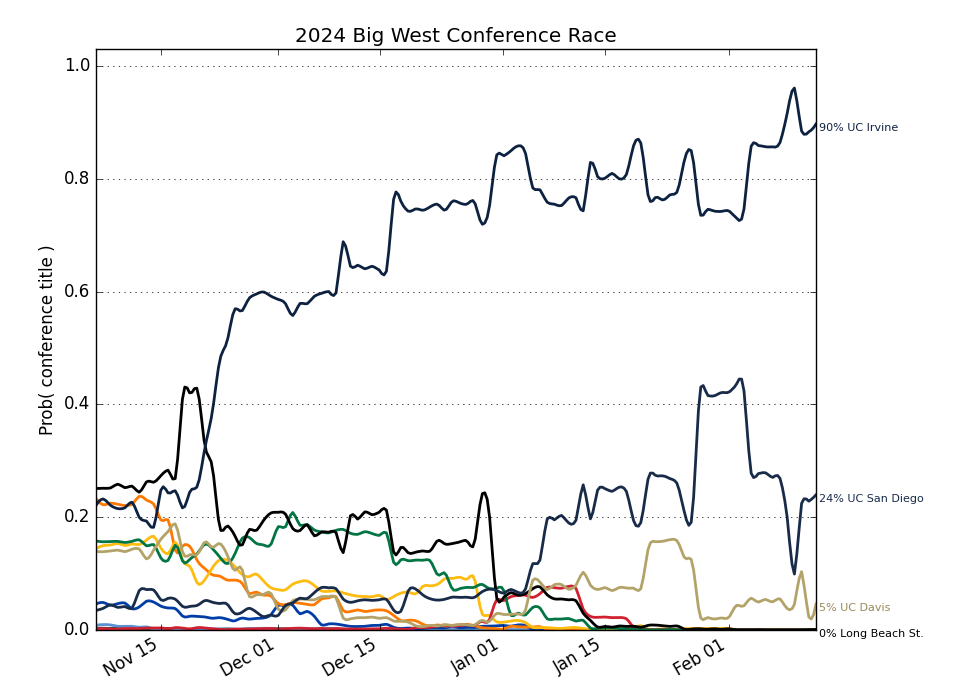 2024 Big West Conference Race
Prob( conference title )
1.0
0.8
0.6
0.4
0.2
0.0
90% UC Irvine
24% UC San Diego
5% UC Davis
0% Long Beach St.
Nov 15
Dec 01
Dec 15
Jan 01
Jan 15
Feb 01